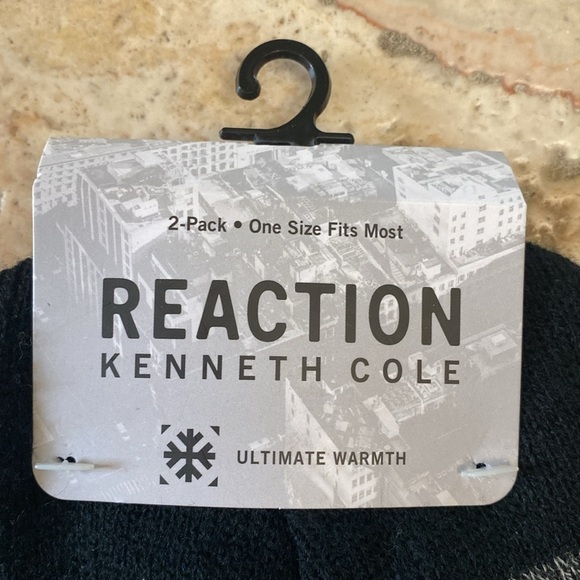 2-Pack • One Size Fits Most
REACTION
KENNETH COLE
ULTIMATE WARMTH